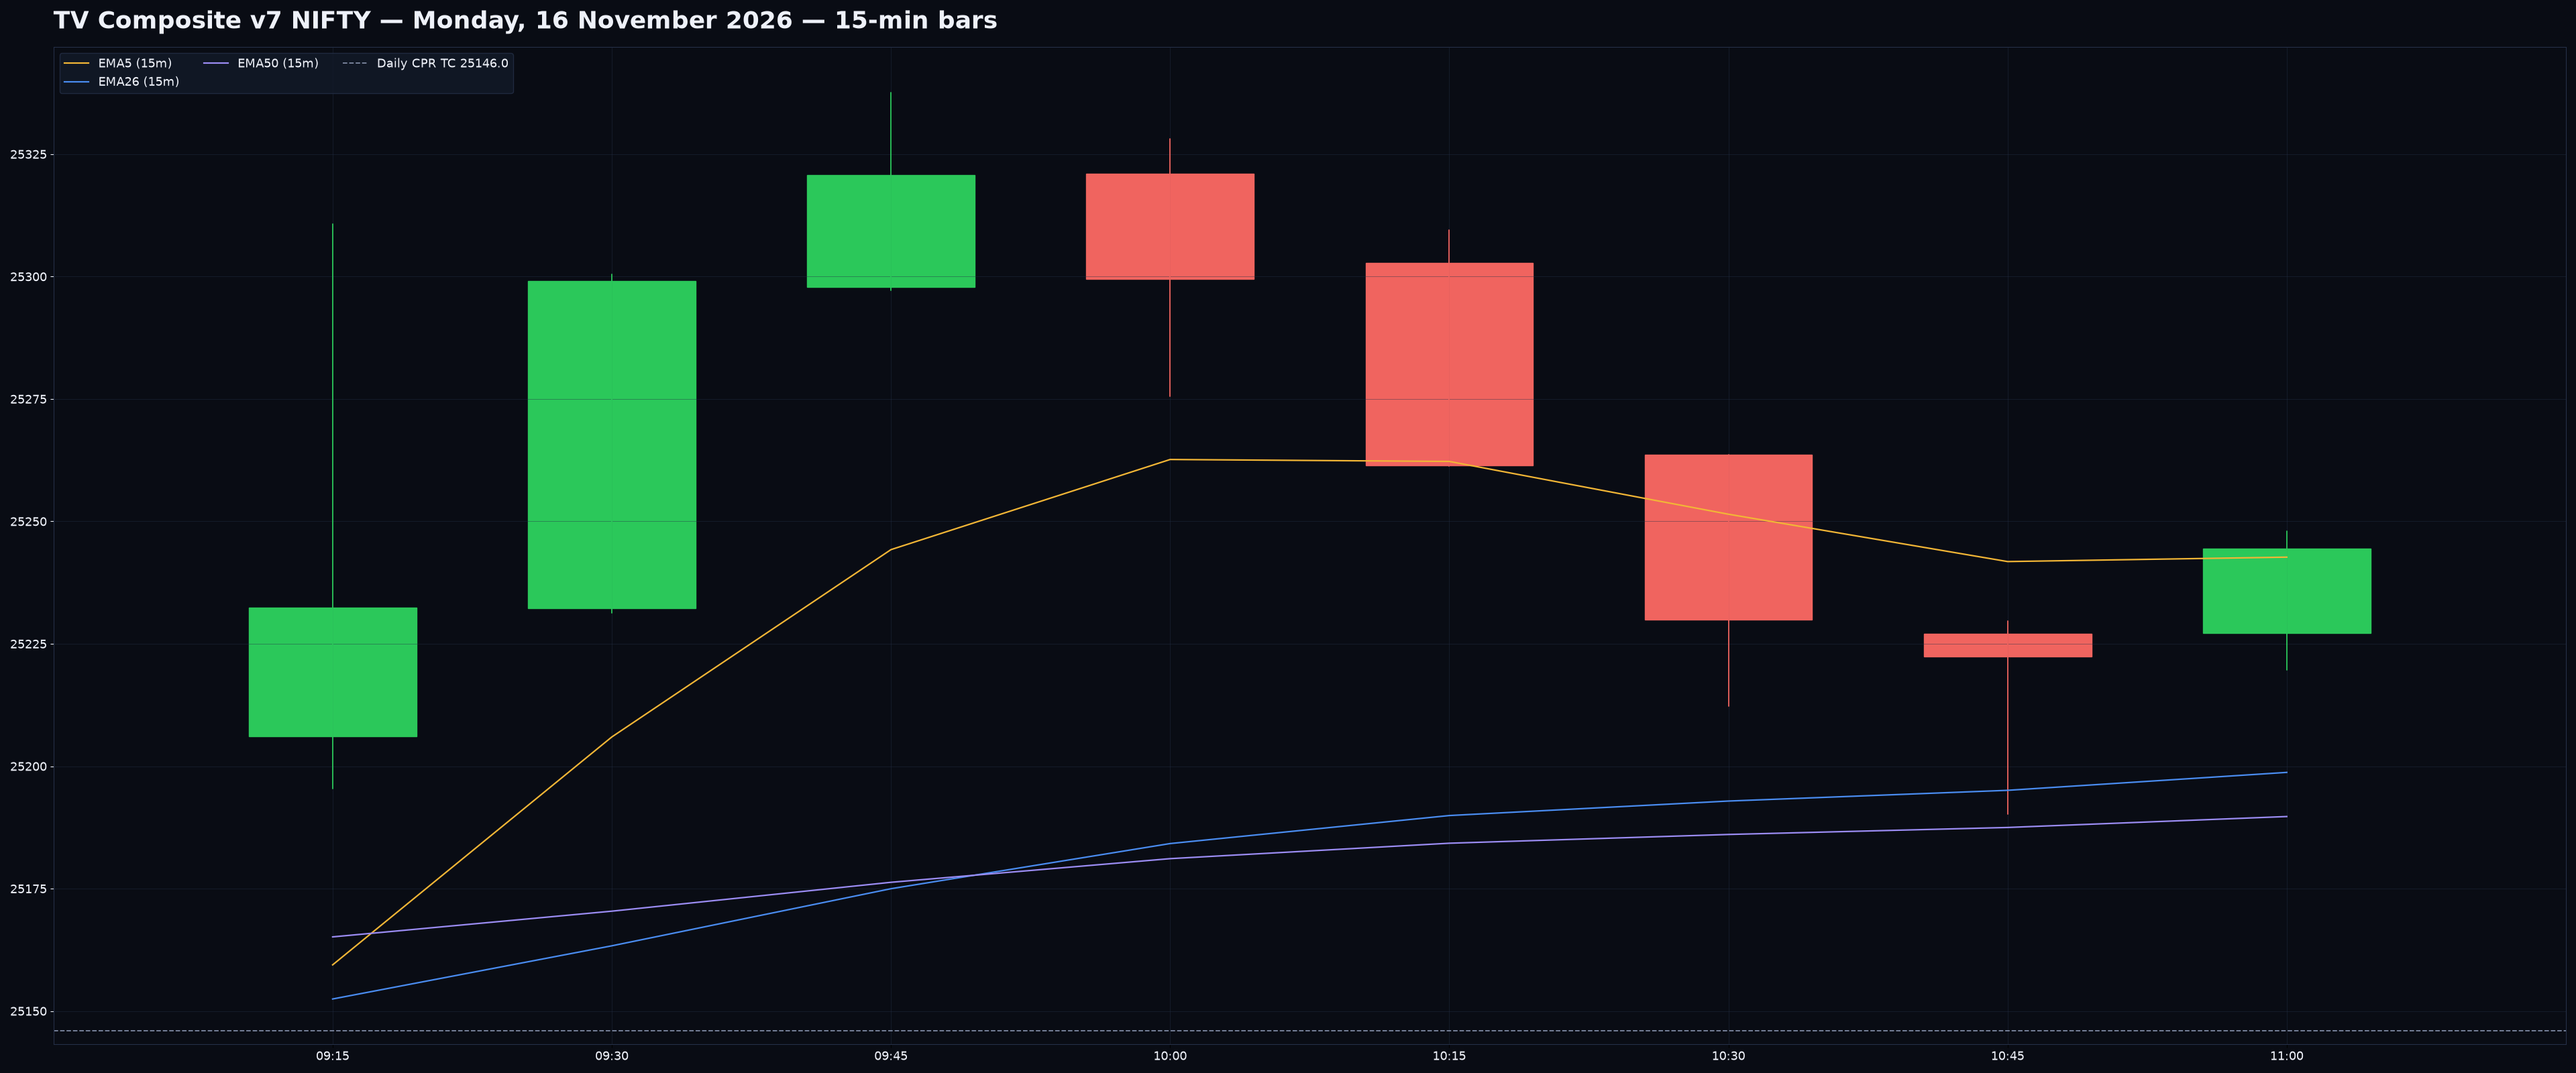 TV Composite v7 NIFTY — Monday, 16 November 2026 — 15-min bars
EMA5 (15m) EMA50 (15m) Daily CPR TC 25146.0
EMA26 (15m)
25325
25300
25275
25250
25225
25200
25175
25150
09:15 09:30 09:45 10:00 10:15 10:30 10:45 11:00